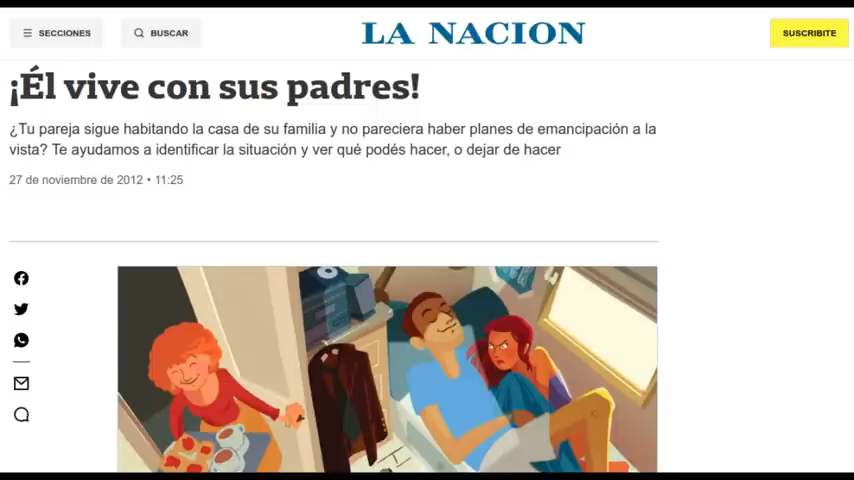 SECCIONES
BUSCAR
LA NACION
SUSCRIBITE
¡Él vive con sus padres!
¿Tu pareja sigue habitando la casa de su familia y no pareciera haber planes de emancipación a la
vista? Te ayudamos a identificar la situación y ver qué podés hacer, o dejar de hacer
27 de noviembre de 2012 • 11:25